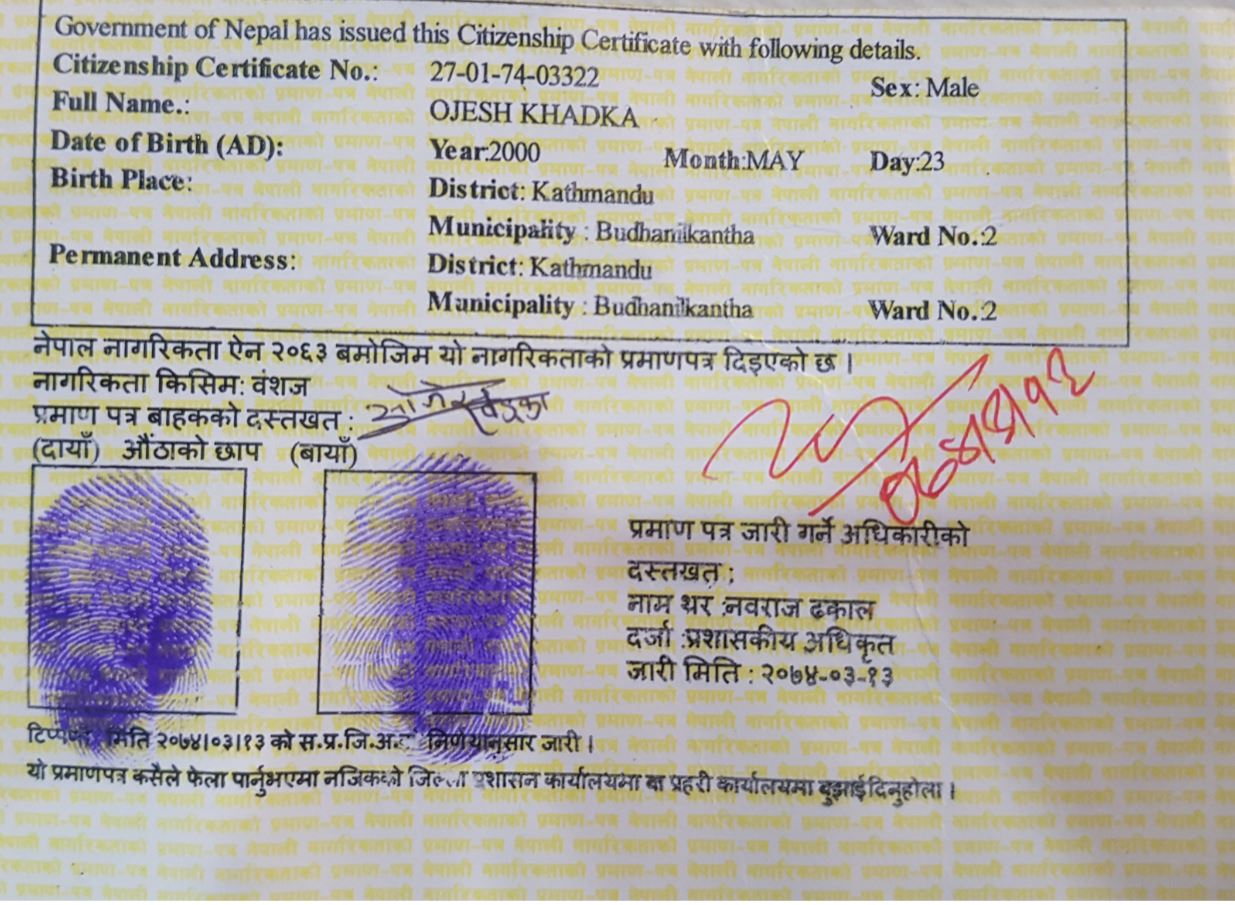 Government of Nepal has issued this Citizenship Certificate with following details.
Citizenship Certificate No.: 27-01-74-03322 Sex: Male
Full Name.: OJESH KHADKA
Date of Birth (AD): Year:2000 Month:MAY Day:23
Birth Place: District: Kathmandu
Municipality : Budhanilkantha Ward No.:2
Permanent Address: District: Kathmandu
Municipality : Budhanilkantha Ward No.:2
नेपाल नागरिकता ऐन २०६३ बमोजिम यो नागरिकताको प्रमाणपत्र दिइएको छ ।
नागरिकता किसिम: वंशज
प्रमाण पत्र बाहकको दस्तखत :
(दायाँ) औंठाको छाप (बायाँ)
प्रमाण पत्र जारी गर्ने अधिकारीको
दस्तखत :
नाम थर :नवराज ढकाल
दर्जा :प्रशासकीय अधिकृत
जारी मिति : २०७४-०३-१३
मिति २०७४।०३।१३ को स.प्र.जि.अ. निर्णयानुसार जारी ।
यो प्रमाणपत्र कसैले फेला पार्नुभएमा नजिकको जिल्ला प्रशासन कार्यालयमा वा प्रहरी कार्यालयमा बुझाईदिनुहोला ।